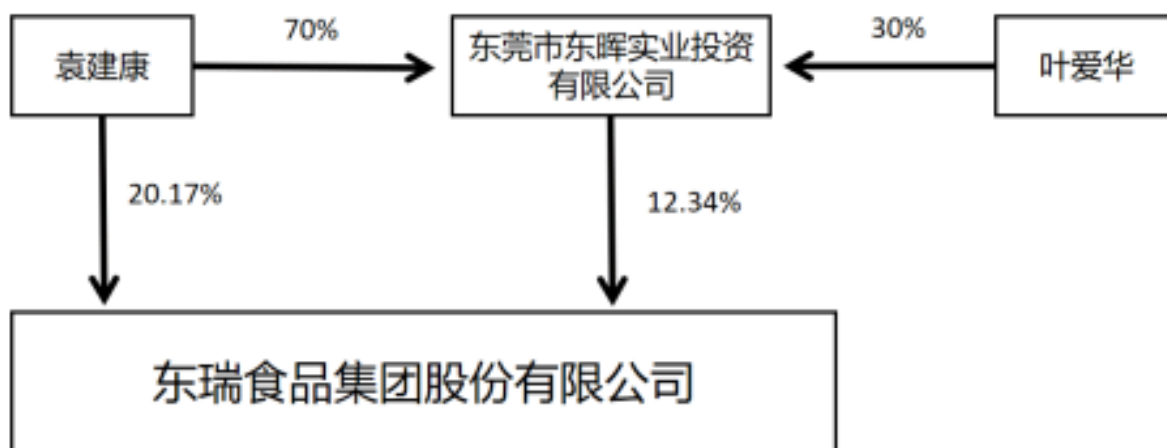 袁建康
70%
东莞市东晖实业投资
有限公司
30%
叶爱华
20.17%
12.34%
东瑞食品集团股份有限公司